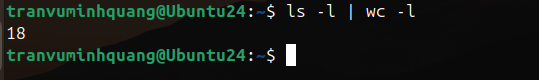 tranvuminhquang@Ubuntu24:~$ ls -l | wc -l
18
tranvuminhquang@Ubuntu24:~$